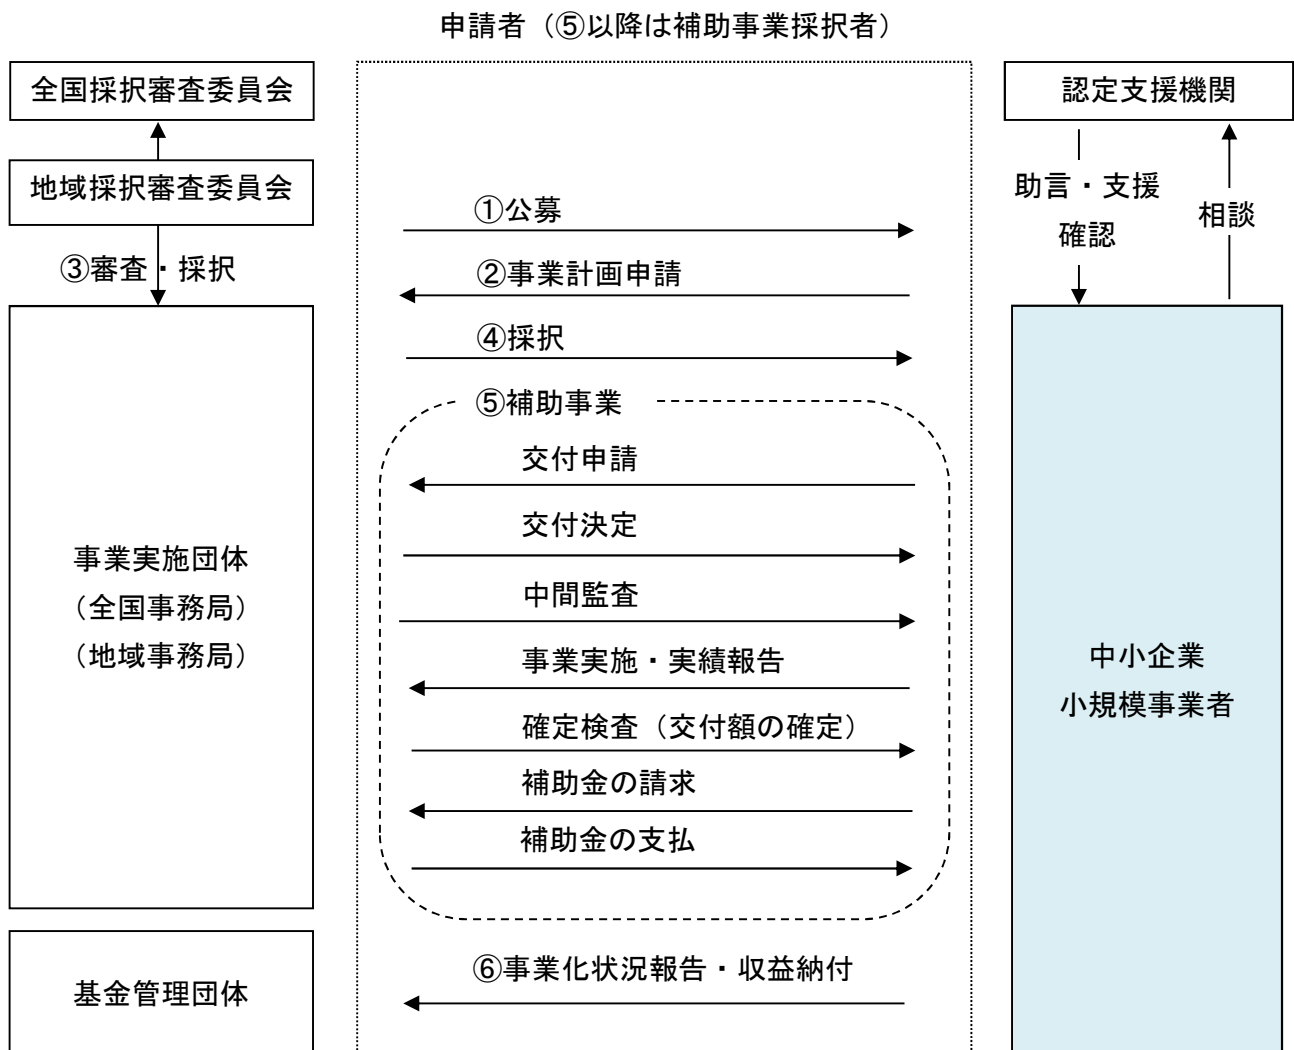 申請者（⑤以降は補助事業採択者）
全国採択審査委員会
地域採択審査委員会
③審査・採択
事業実施団体
（全国事務局）
（地域事務局）
基金管理団体
①公募
②事業計画申請
④採択
⑤補助事業
交付申請
交付決定
中間監査
事業実施・実績報告
確定検査（交付額の確定）
補助金の請求
補助金の支払
⑥事業化状況報告・収益納付
認定支援機関
助言・支援
確認
相談
中小企業
小規模事業者